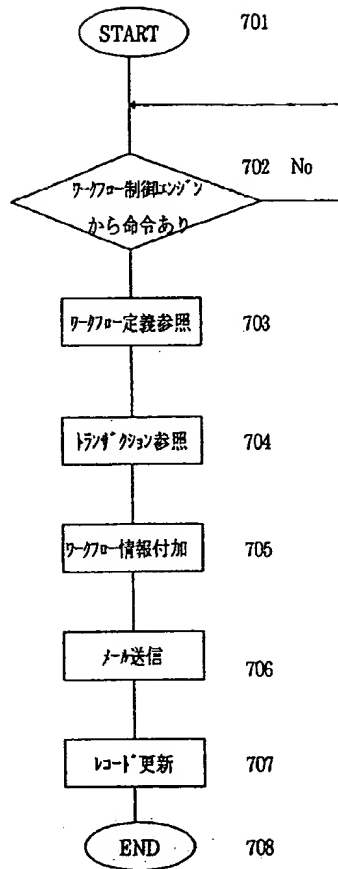 START 701
702 No
ﾜｰｸﾌﾛｰ制御ｴﾝｼﾞﾝ
から命令あり
ﾜｰｸﾌﾛｰ定義参照 703
ﾄﾗﾝｻﾞｸｼｮﾝ参照 704
ﾜｰｸﾌﾛｰ情報付加 705
ﾒｰﾙ送信 706
ﾚｺｰﾄﾞ更新 707
END 708